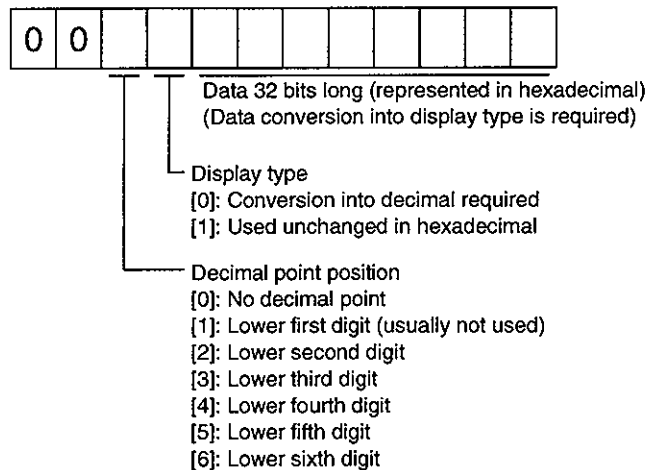 0 0
Data 32 bits long (represented in hexadecimal)
(Data conversion into display type is required)
Display type
[0]: Conversion into decimal required
[1]: Used unchanged in hexadecimal
Decimal point position
[0]: No decimal point
[1]: Lower first digit (usually not used)
[2]: Lower second digit
[3]: Lower third digit
[4]: Lower fourth digit
[5]: Lower fifth digit
[6]: Lower sixth digit